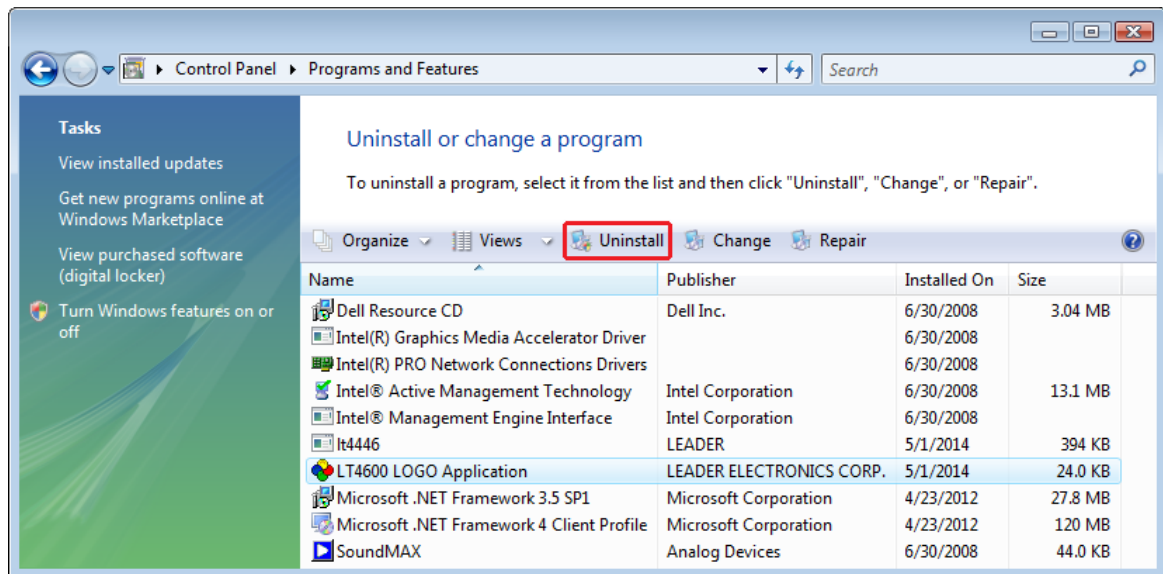 Control Panel Programs and Features
Search
Tasks
View installed updates
Get new programs online at
Windows Marketplace
View purchased software
(digital locker)
Turn Windows features on or
off
Uninstall or change a program
To uninstall a program, select it from the list and then click "Uninstall", "Change", or "Repair".
Organize Views Uninstall Change Repair
Name Publisher Installed On Size
Dell Resource CD Dell Inc. 6/30/2008 3.04 MB
Intel(R) Graphics Media Accelerator Driver 6/30/2008
Intel(R) PRO Network Connections Drivers 6/30/2008
Intel® Active Management Technology Intel Corporation 6/30/2008 13.1 MB
Intel® Management Engine Interface Intel Corporation 6/30/2008
lt4446 LEADER 5/1/2014 394 KB
LT4600 LOGO Application LEADER ELECTRONICS CORP. 5/1/2014 24.0 KB
Microsoft .NET Framework 3.5 SP1 Microsoft Corporation 4/23/2012 27.8 MB
Microsoft .NET Framework 4 Client Profile Microsoft Corporation 4/23/2012 120 MB
SoundMAX Analog Devices 6/30/2008 44.0 KB